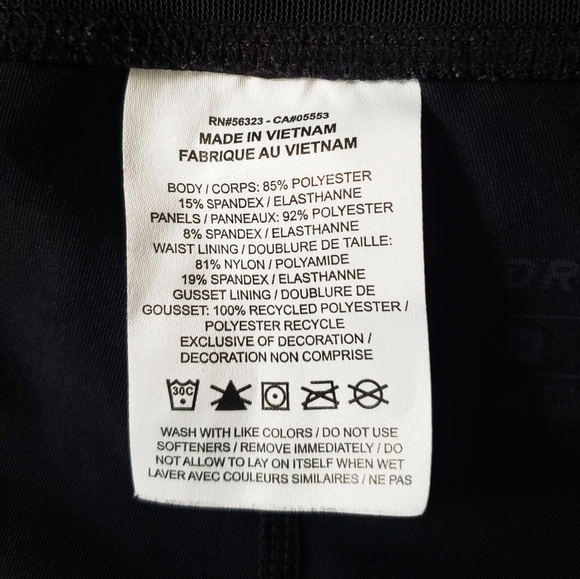 RN#56323 - CA#05553
MADE IN VIETNAM
FABRIQUE AU VIETNAM
BODY / CORPS: 85% POLYESTER
15% SPANDEX / ELASTHANNE
PANELS / PANNEAUX: 92% POLYESTER
8% SPANDEX / ELASTHANNE
WAIST LINING / DOUBLURE DE TAILLE:
81% NYLON / POLYAMIDE
19% SPANDEX / ELASTHANNE
GUSSET LINING / DOUBLURE DE
GOUSSET: 100% RECYCLED POLYESTER /
POLYESTER RECYCLE
EXCLUSIVE OF DECORATION /
DECORATION NON COMPRISE
30C
WASH WITH LIKE COLORS / DO NOT USE
SOFTENERS / REMOVE IMMEDIATELY / DO
NOT ALLOW TO LAY ON ITSELF WHEN WET
LAVER AVEC COULEURS SIMILAIRES / NE PAS